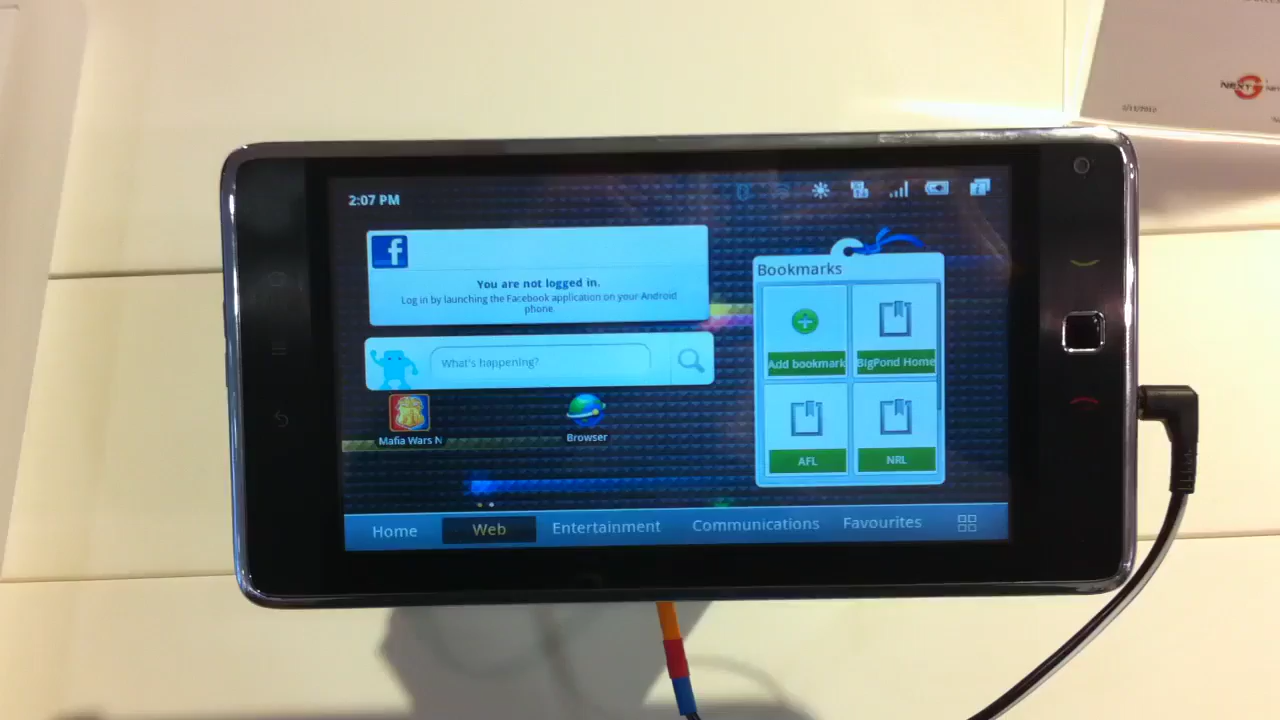 NEXT G
2:07 PM
f
You are not logged in.
Log in by launching the Facebook application on your Android
phone.
Bookmarks
Add bookmark
BigPond Home
What's happening?
Mafia Wars N
Browser
AFL
NRL
Home
Web
Entertainment
Communications
Favourites